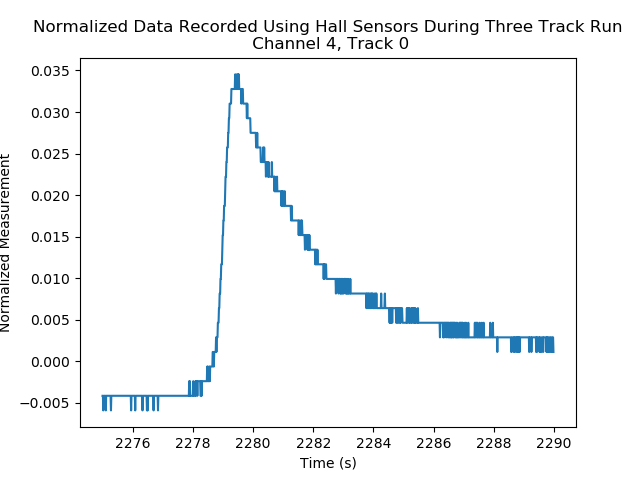 Normalized Data Recorded Using Hall Sensors During Three Track Run
Channel 4, Track 0
Normalized Measurement
0.035
0.030
0.025
0.020
0.015
0.010
0.005
0.000
−0.005
2276 2278 2280 2282 2284 2286 2288 2290
Time (s)